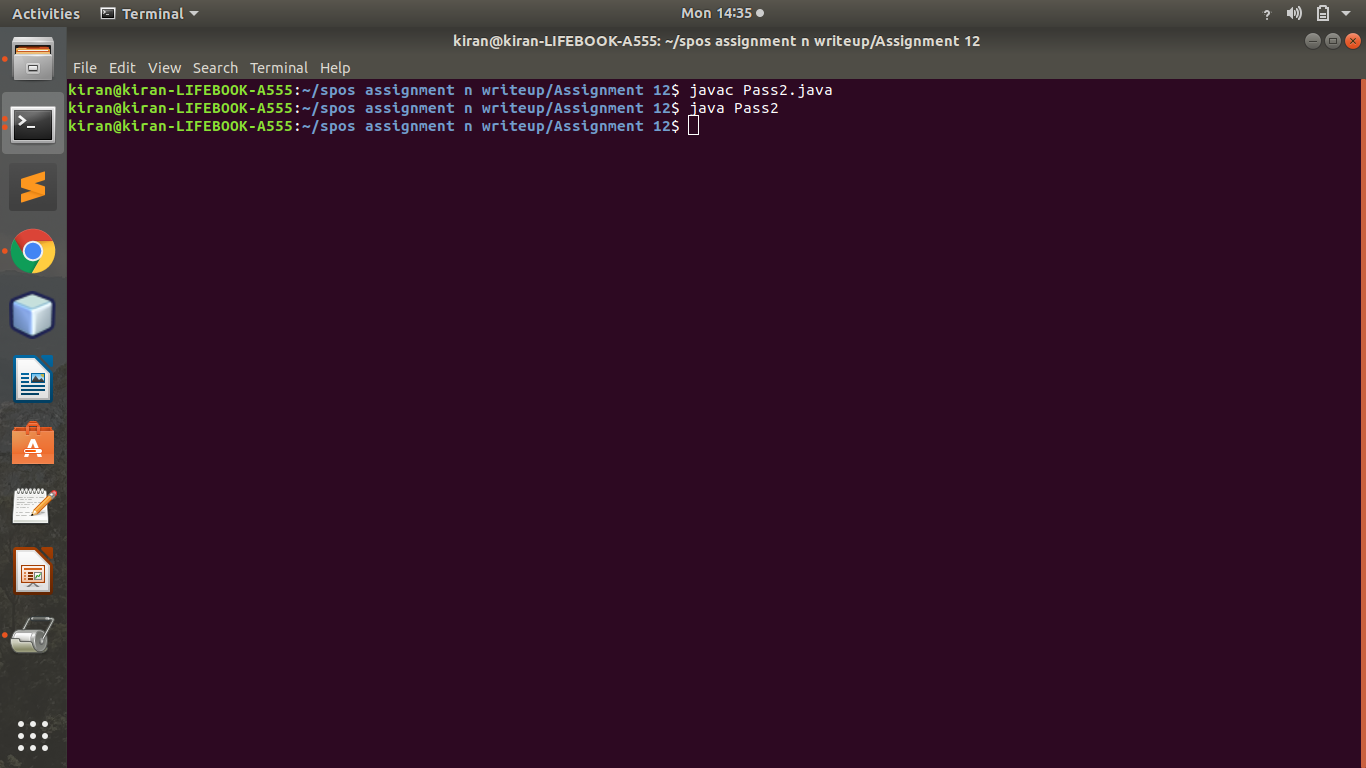 Activities Terminal Mon 14:35 ?
kiran@kiran-LIFEBOOK-A555: ~/spos assignment n writeup/Assignment 12
File Edit View Search Terminal Help
kiran@kiran-LIFEBOOK-A555:~/spos assignment n writeup/Assignment 12$ javac Pass2.java
kiran@kiran-LIFEBOOK-A555:~/spos assignment n writeup/Assignment 12$ java Pass2
kiran@kiran-LIFEBOOK-A555:~/spos assignment n writeup/Assignment 12$